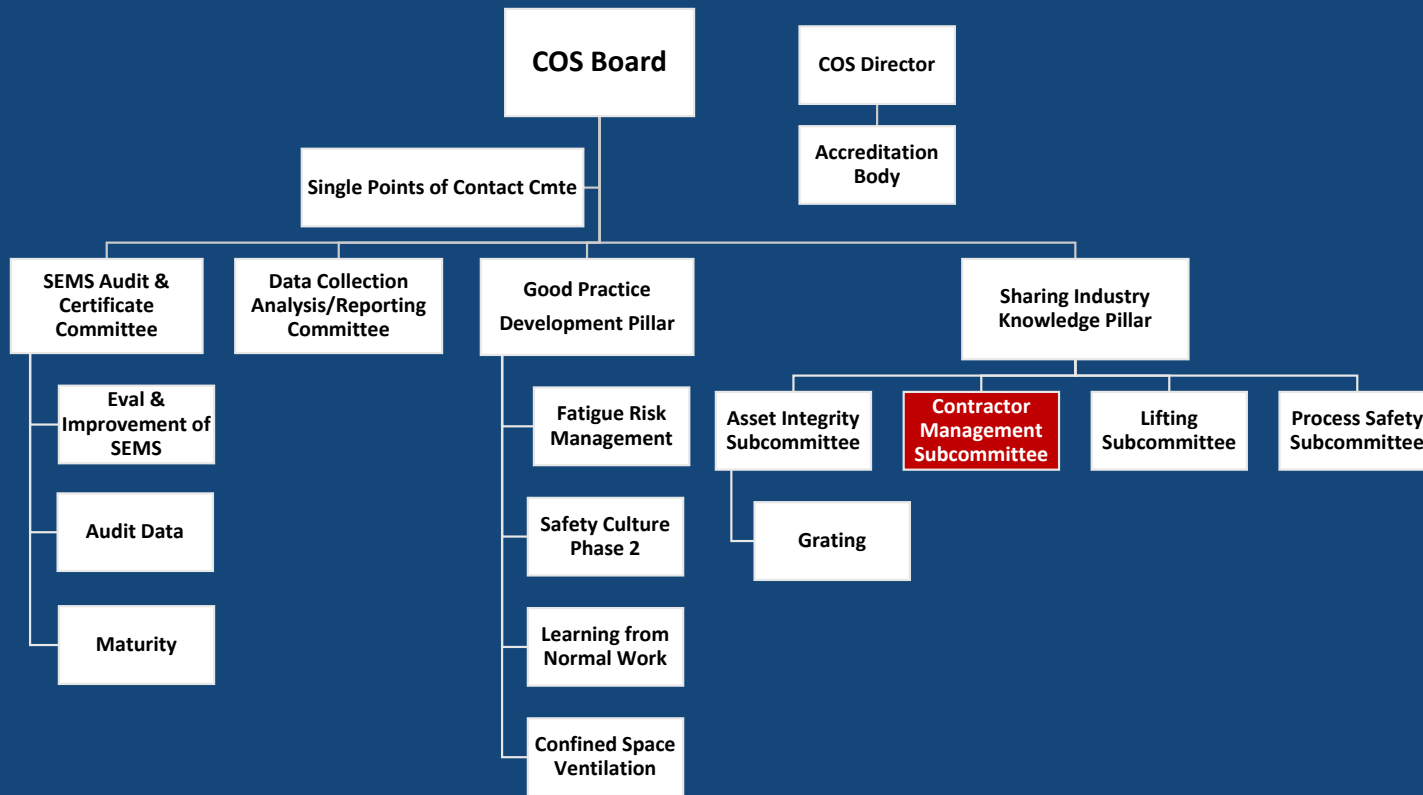 COS Board
COS Director
Accreditation
Body
Single Points of Contact Cmte
SEMS Audit &
Certificate
Committee
Data Collection
Analysis/Reporting
Committee
Good Practice
Development Pillar
Sharing Industry
Knowledge Pillar
Eval &
Improvement of
SEMS
Audit Data
Maturity
Fatigue Risk
Management
Safety Culture
Phase 2
Learning from
Normal Work
Confined Space
Ventilation
Asset Integrity
Subcommittee
Contractor
Management
Subcommittee
Lifting
Subcommittee
Process Safety
Subcommittee
Grating